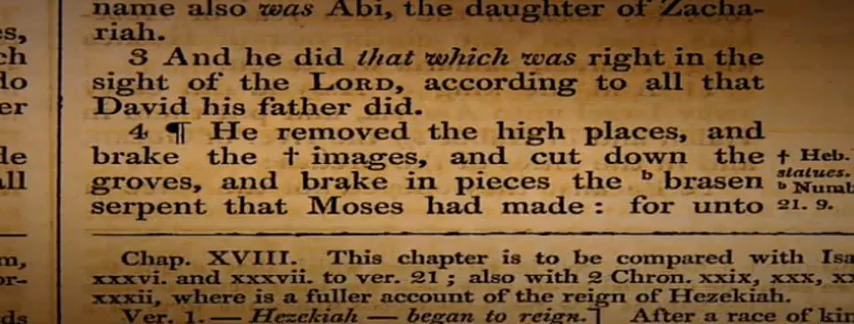 name also was Abi, the daughter of Zacha-
riah.
3 And he did that which was right in the
sight of the LORD, according to all that
David his father did.
4 ¶ He removed the high places, and
brake the † images, and cut down the
groves, and brake in pieces the b brasen
serpent that Moses had made : for unto
† Heb.
statues.
b Numb
21. 9.
Chap. XVIII. This chapter is to be compared with Isa
xxxvi. and xxxvii. to ver. 21 ; also with 2 Chron. xxix, xxx, xx
xxxii, where is a fuller account of the reign of Hezekiah.
Ver. 1.—Hezekiah — began to reign.] After a race of kin